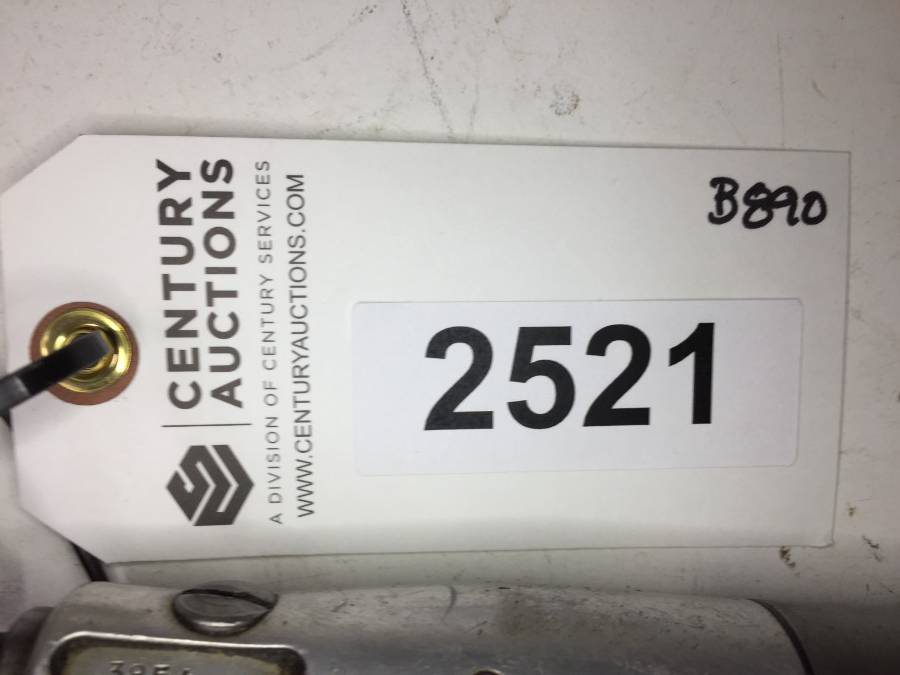 CENTURY
AUCTIONS
A DIVISION OF CENTURY SERVICES
WWW.CENTURYAUCTIONS.COM
B890
2521